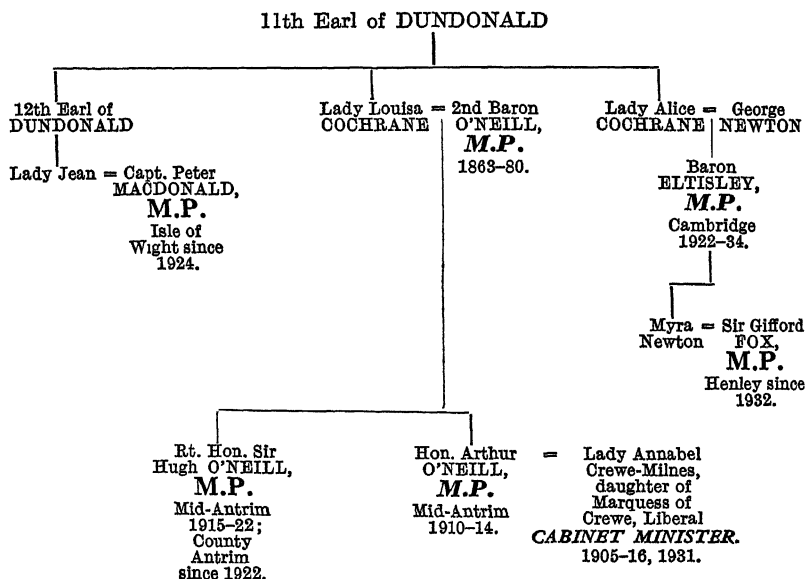 11th Earl of DUNDONALD
12th Earl of
DUNDONALD
Lady Louisa = 2nd Baron
COCHRANE O'NEILL,
M.P.
1863–80.
Lady Alice = George
COCHRANE NEWTON
Lady Jean = Capt. Peter
MACDONALD,
M.P.
Isle of
Wight since
1924.
Baron
ELTISLEY,
M.P.
Cambridge
1922–34.
Myra = Sir Gifford
Newton FOX,
M.P.
Henley since
1932.
Rt. Hon. Sir
Hugh O'NEILL,
M.P.
Mid-Antrim
1915–22;
County
Antrim
since 1922.
Hon. Arthur =
O'NEILL,
M.P.
Mid-Antrim
1910–14.
Lady Annabel
Crewe-Milnes,
daughter of
Marquess of
Crewe, Liberal
CABINET MINISTER.
1905–16, 1931.